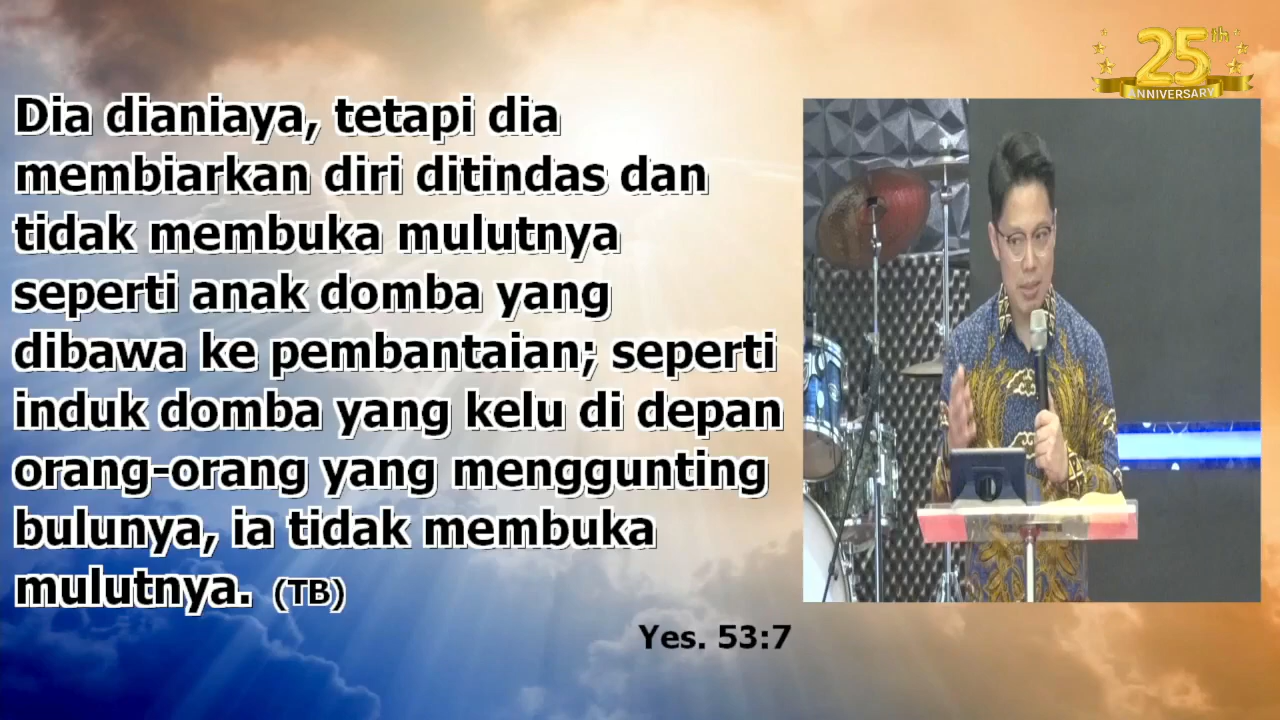 25th
ANNIVERSARY
Dia dianiaya, tetapi dia
membiarkan diri ditindas dan
tidak membuka mulutnya
seperti anak domba yang
dibawa ke pembantaian; seperti
induk domba yang kelu di depan
orang-orang yang menggunting
bulunya, ia tidak membuka
mulutnya. (TB)
Yes. 53:7